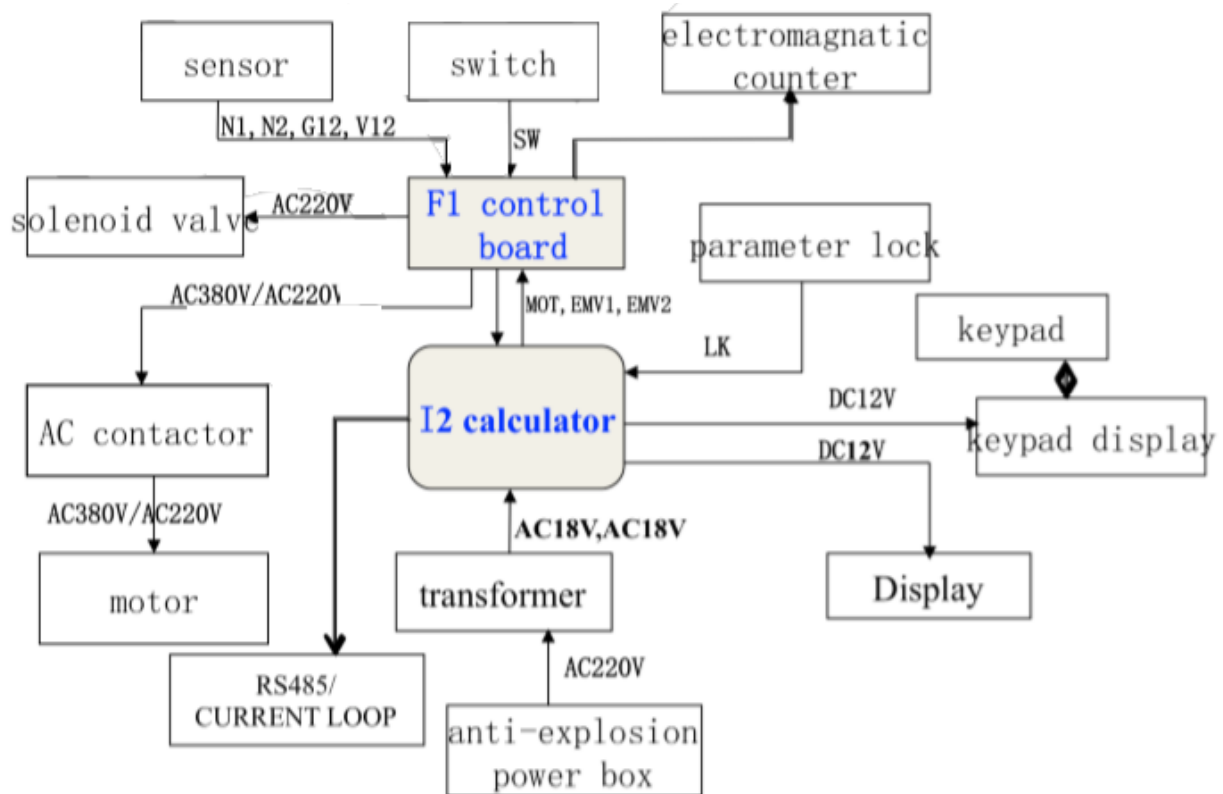 sensor
switch
electromagnatic
counter
N1, N2, G12, V12
SW
solenoid valve
AC220V
F1 control
board
parameter lock
AC380V/AC220V
MOT, EMV1, EMV2
LK
keypad
AC contactor
I2 calculator
DC12V
keypad display
DC12V
AC380V/AC220V
AC18V,AC18V
motor
transformer
Display
RS485/
CURRENT LOOP
AC220V
anti-explosion
power box